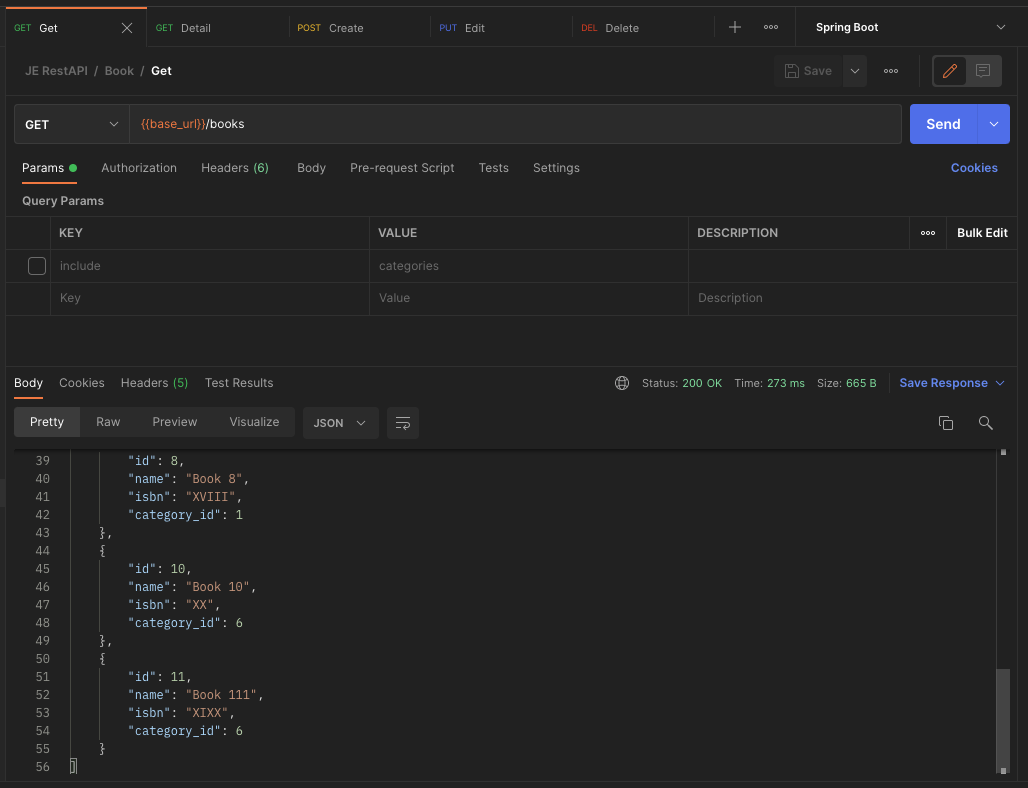 GET Get GET Detail POST Create PUT Edit DEL Delete Spring Boot
JE RestAPI / Book / Get Save
GET {{base_url}}/books Send
Params Authorization Headers (6) Body Pre-request Script Tests Settings Cookies
Query Params
KEY VALUE DESCRIPTION Bulk Edit
include categories
Key Value Description
Body Cookies Headers (5) Test Results Status: 200 OK Time: 273 ms Size: 665 B Save Response
Pretty Raw Preview Visualize JSON
39 "id": 8,
40 "name": "Book 8",
41 "isbn": "XVIII",
42 "category_id": 1
43 },
44 {
45 "id": 10,
46 "name": "Book 10",
47 "isbn": "XX",
48 "category_id": 6
49 },
50 {
51 "id": 11,
52 "name": "Book 111",
53 "isbn": "XIXX",
54 "category_id": 6
55 }
56 ]